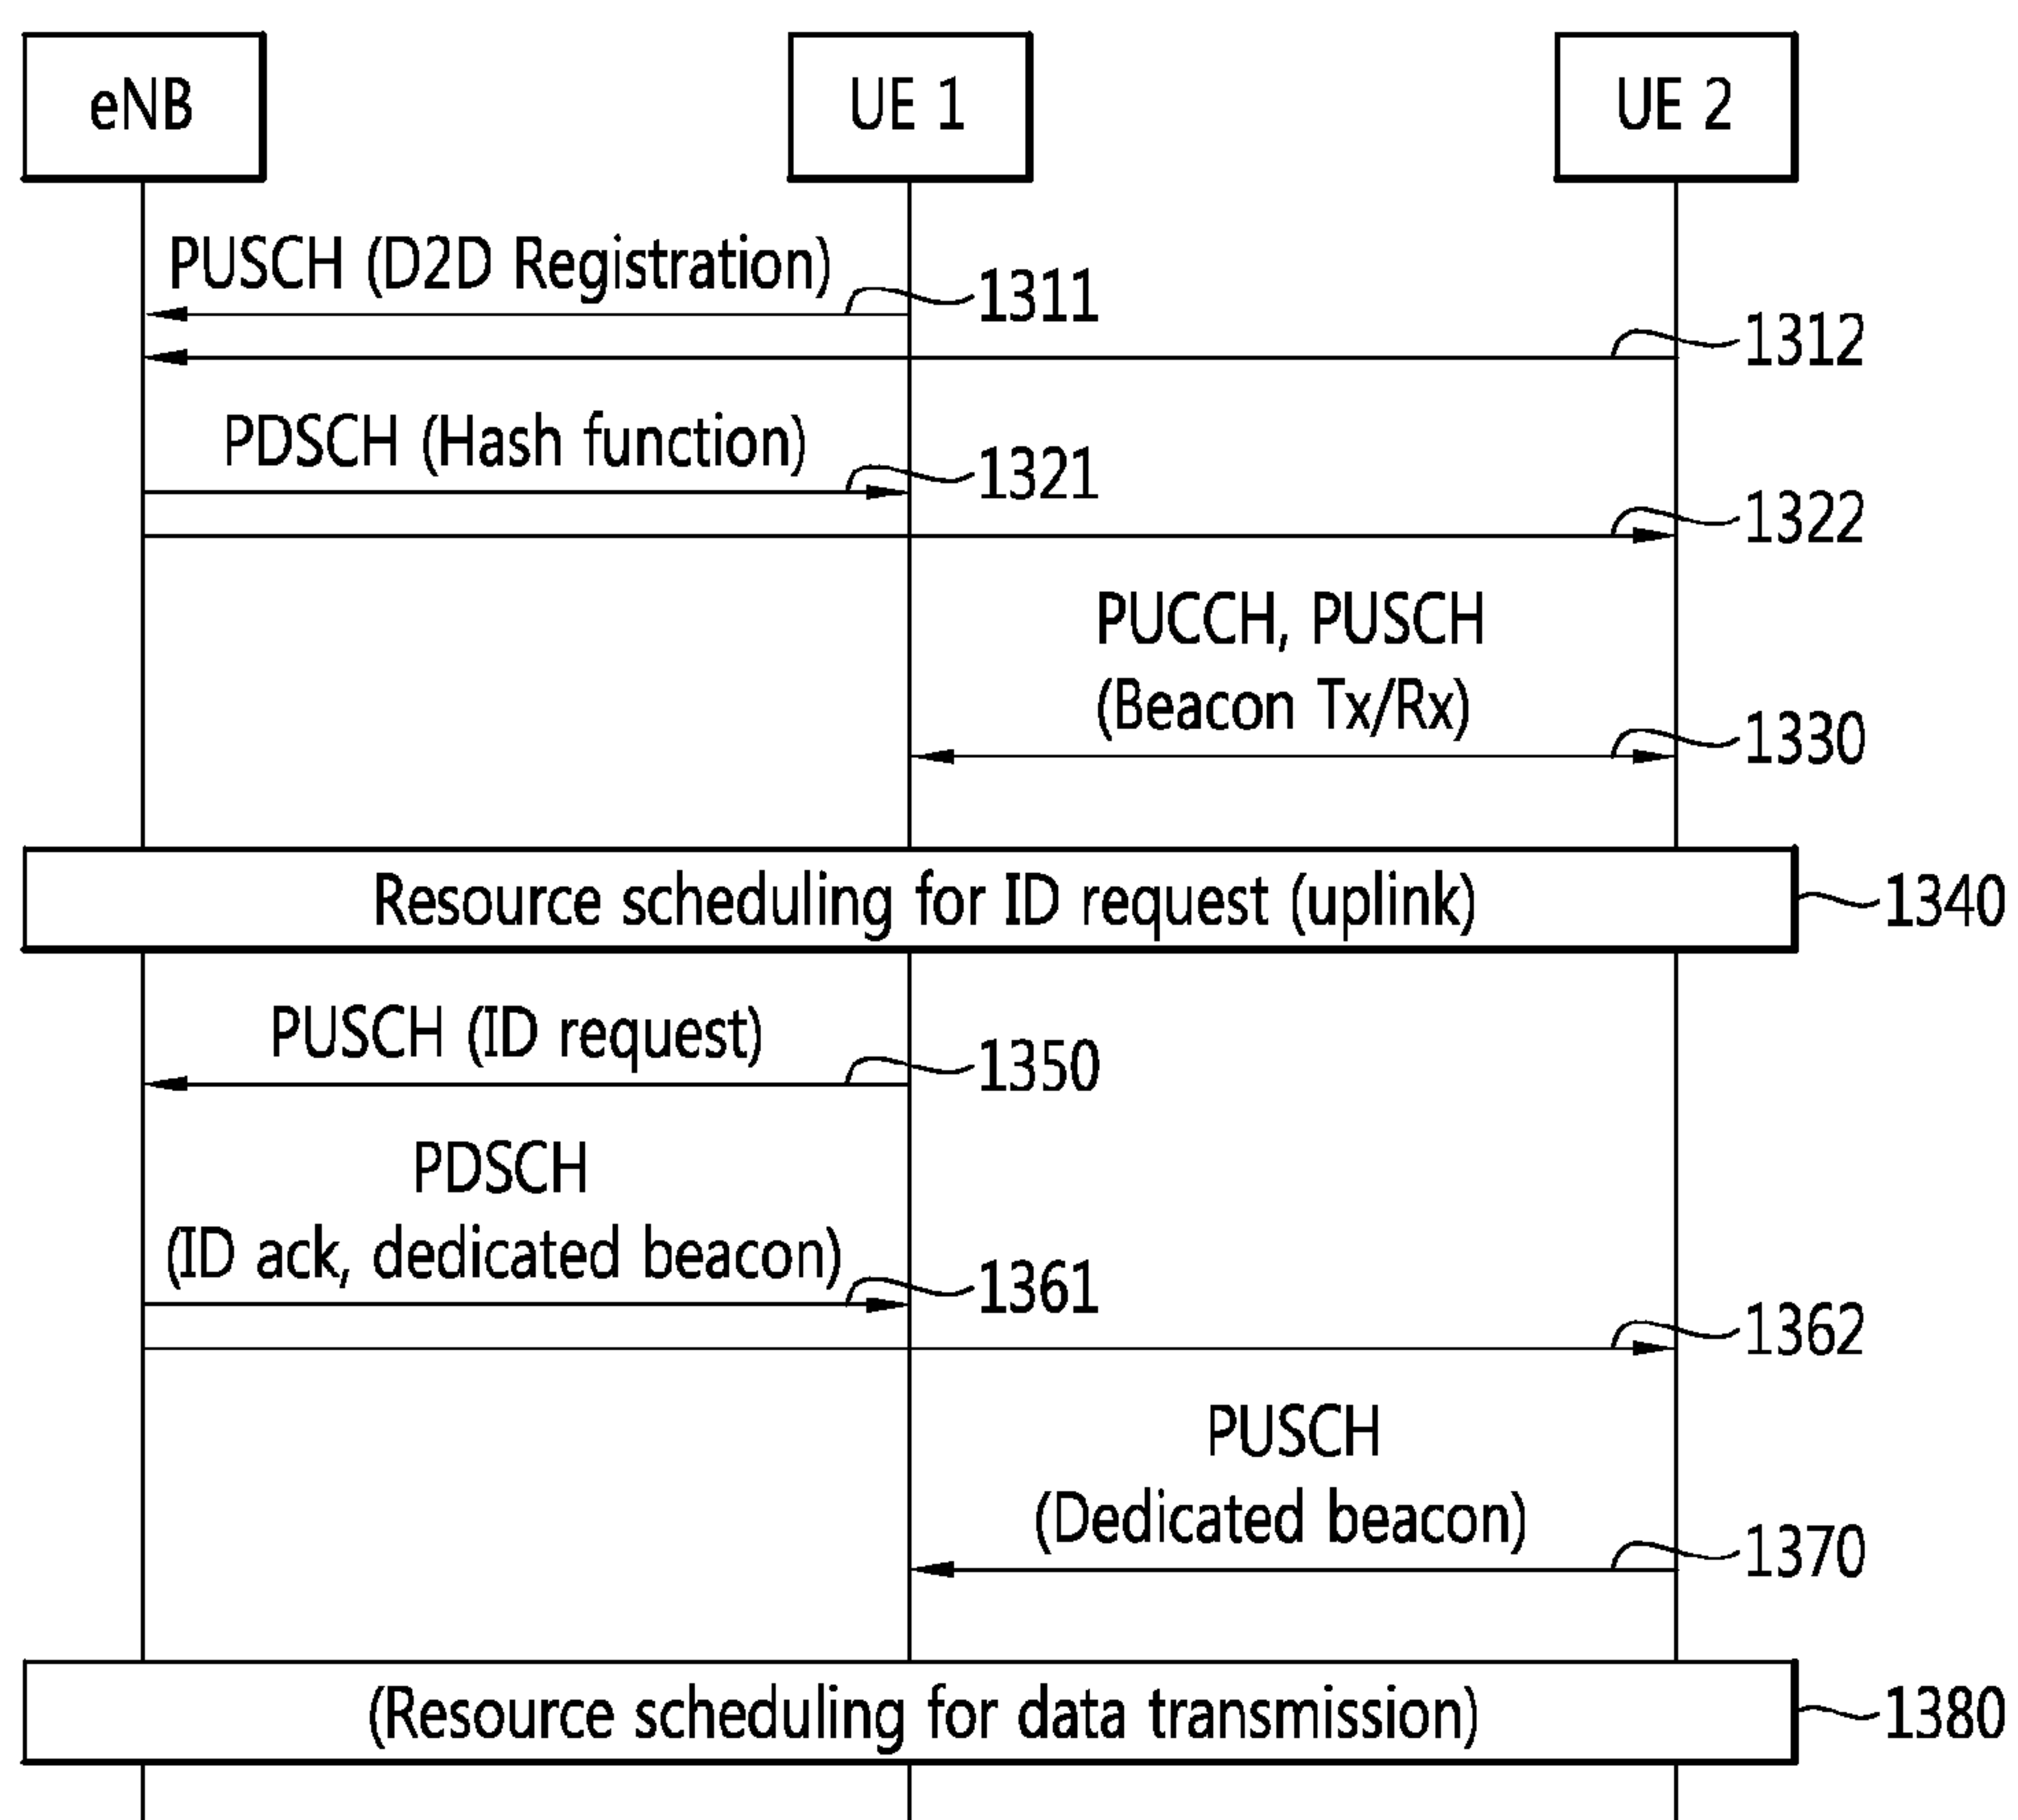 eNB
UE 1
UE 2
PUSCH (D2D Registration)
1311
1312
PDSCH (Hash function)
1321
1322
PUCCH, PUSCH
(Beacon Tx/Rx)
1330
Resource scheduling for ID request (uplink)
1340
PUSCH (ID request)
1350
PDSCH
(ID ack, dedicated beacon)
1361
1362
PUSCH
(Dedicated beacon)
1370
(Resource scheduling for data transmission)
1380